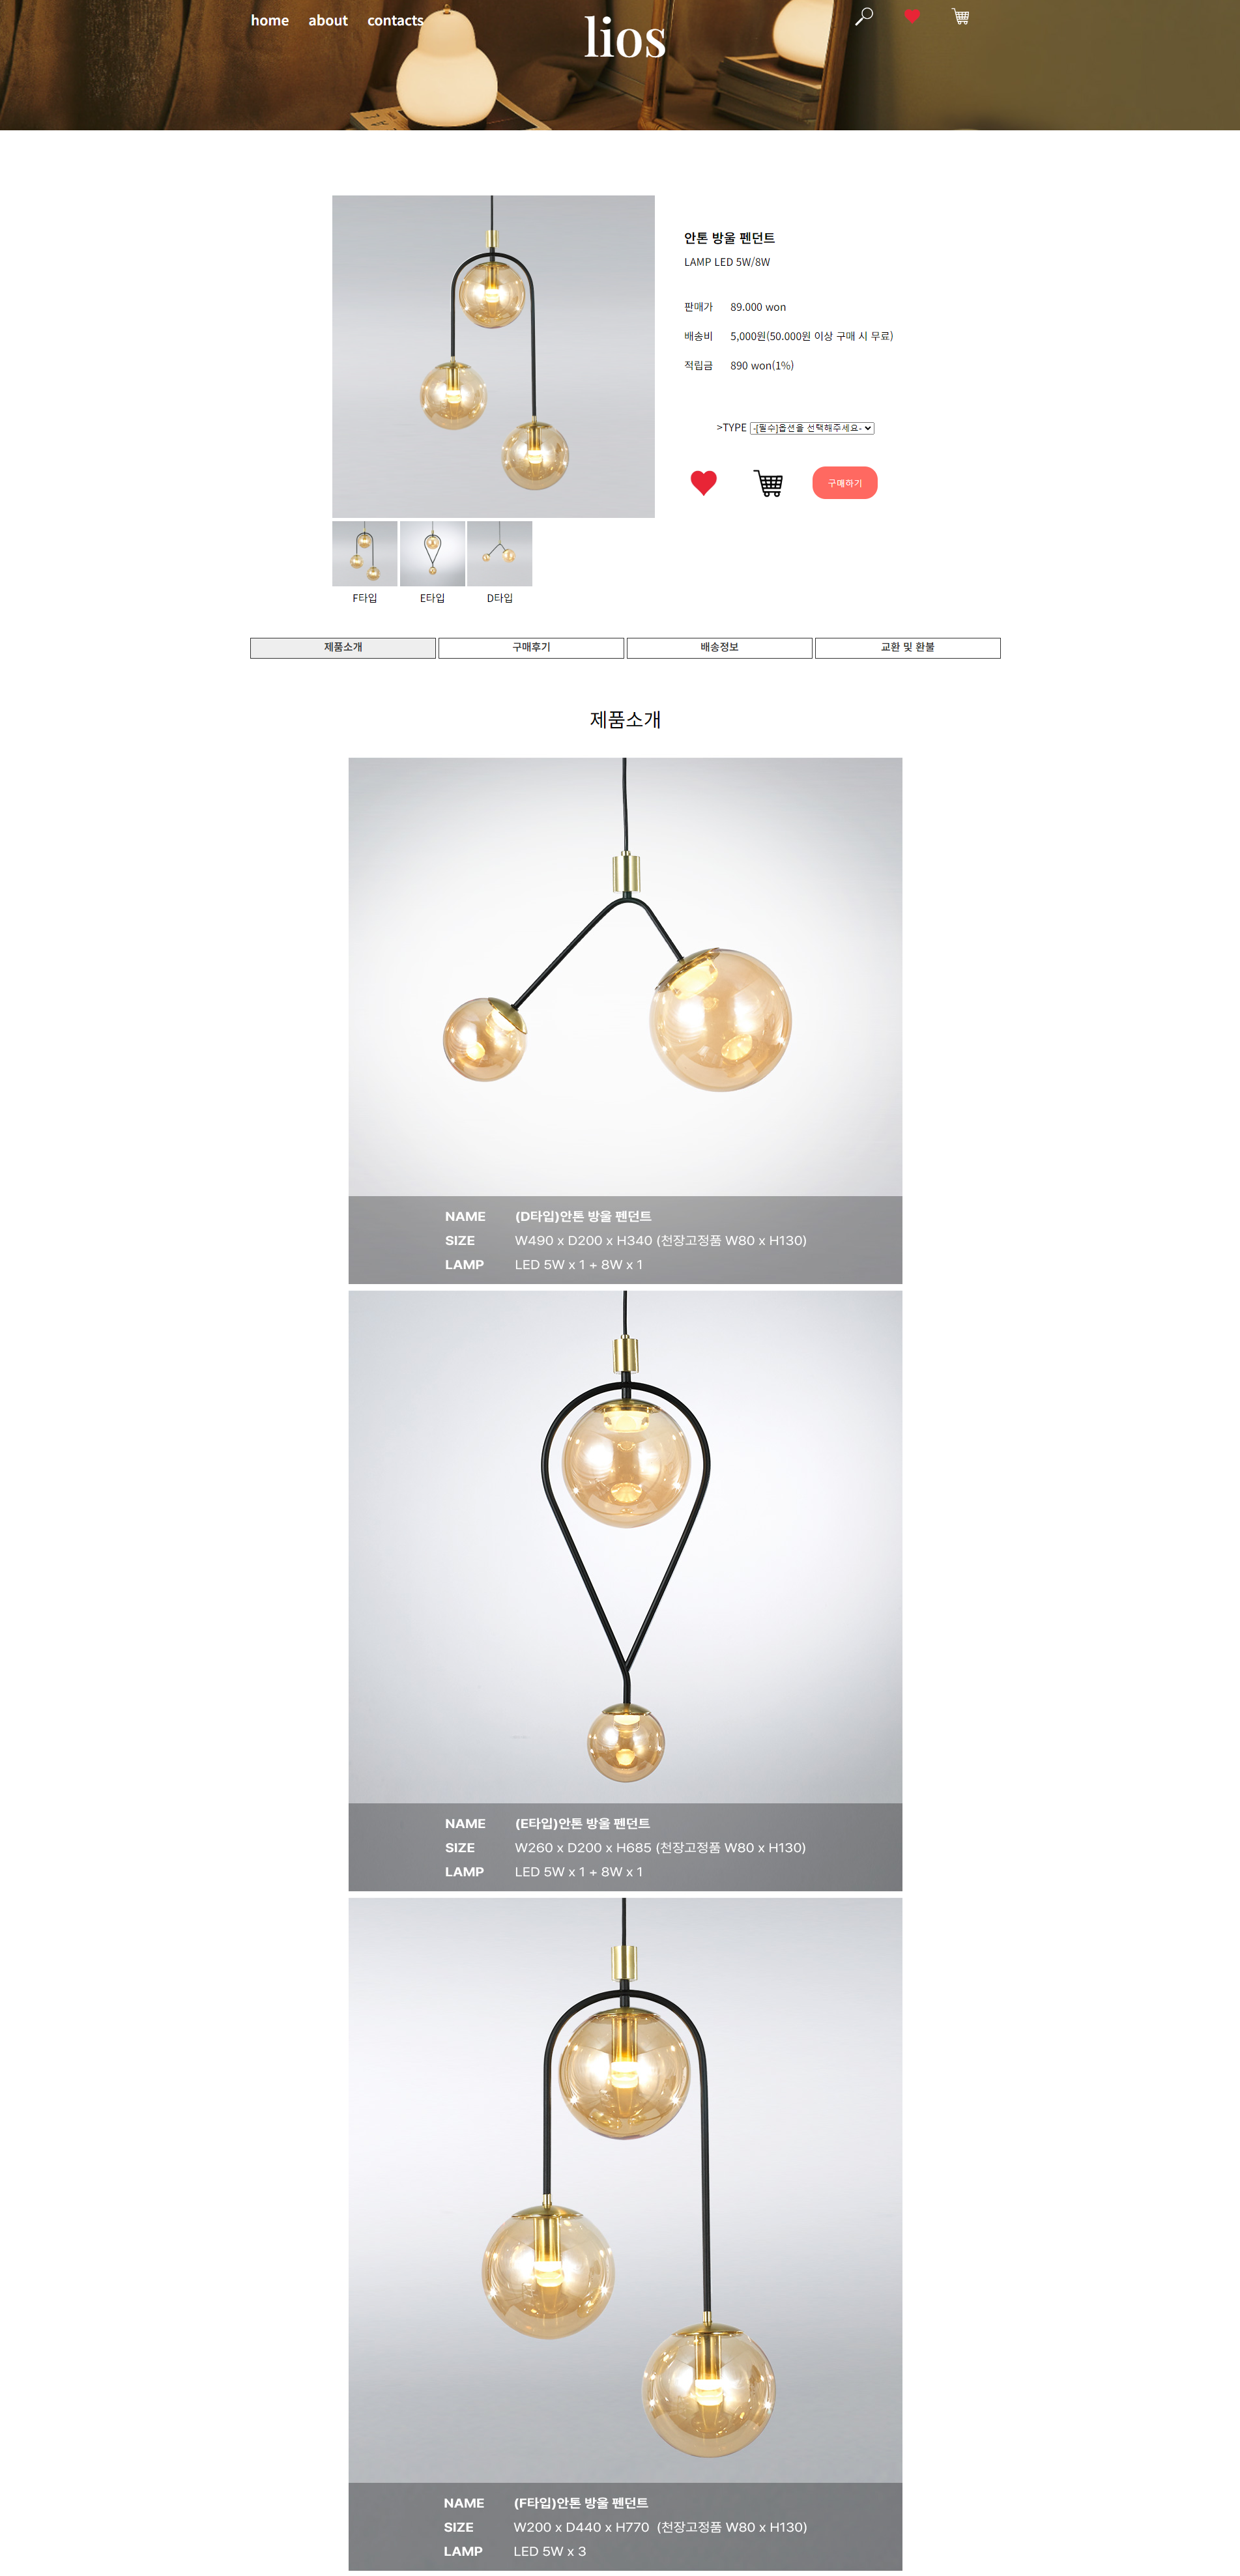 home about contacts
lios
안톤 방울 펜던트
LAMP LED 5W/8W
판매가 89.000 won
배송비 5,000원(50.000원 이상 구매 시 무료)
적립금 890 won(1%)
>TYPE -[필수]옵션을 선택해주세요-
구매하기
F타입 E타입 D타입
제품소개 구매후기 배송정보 교환 및 환불
제품소개
NAME (D타입)안톤 방울 펜던트
SIZE W490 x D200 x H340 (천장고정품 W80 x H130)
LAMP LED 5W x 1 + 8W x 1
NAME (E타입)안톤 방울 펜던트
SIZE W260 x D200 x H685 (천장고정품 W80 x H130)
LAMP LED 5W x 1 + 8W x 1
NAME (F타입)안톤 방울 펜던트
SIZE W200 x D440 x H770 (천장고정품 W80 x H130)
LAMP LED 5W x 3